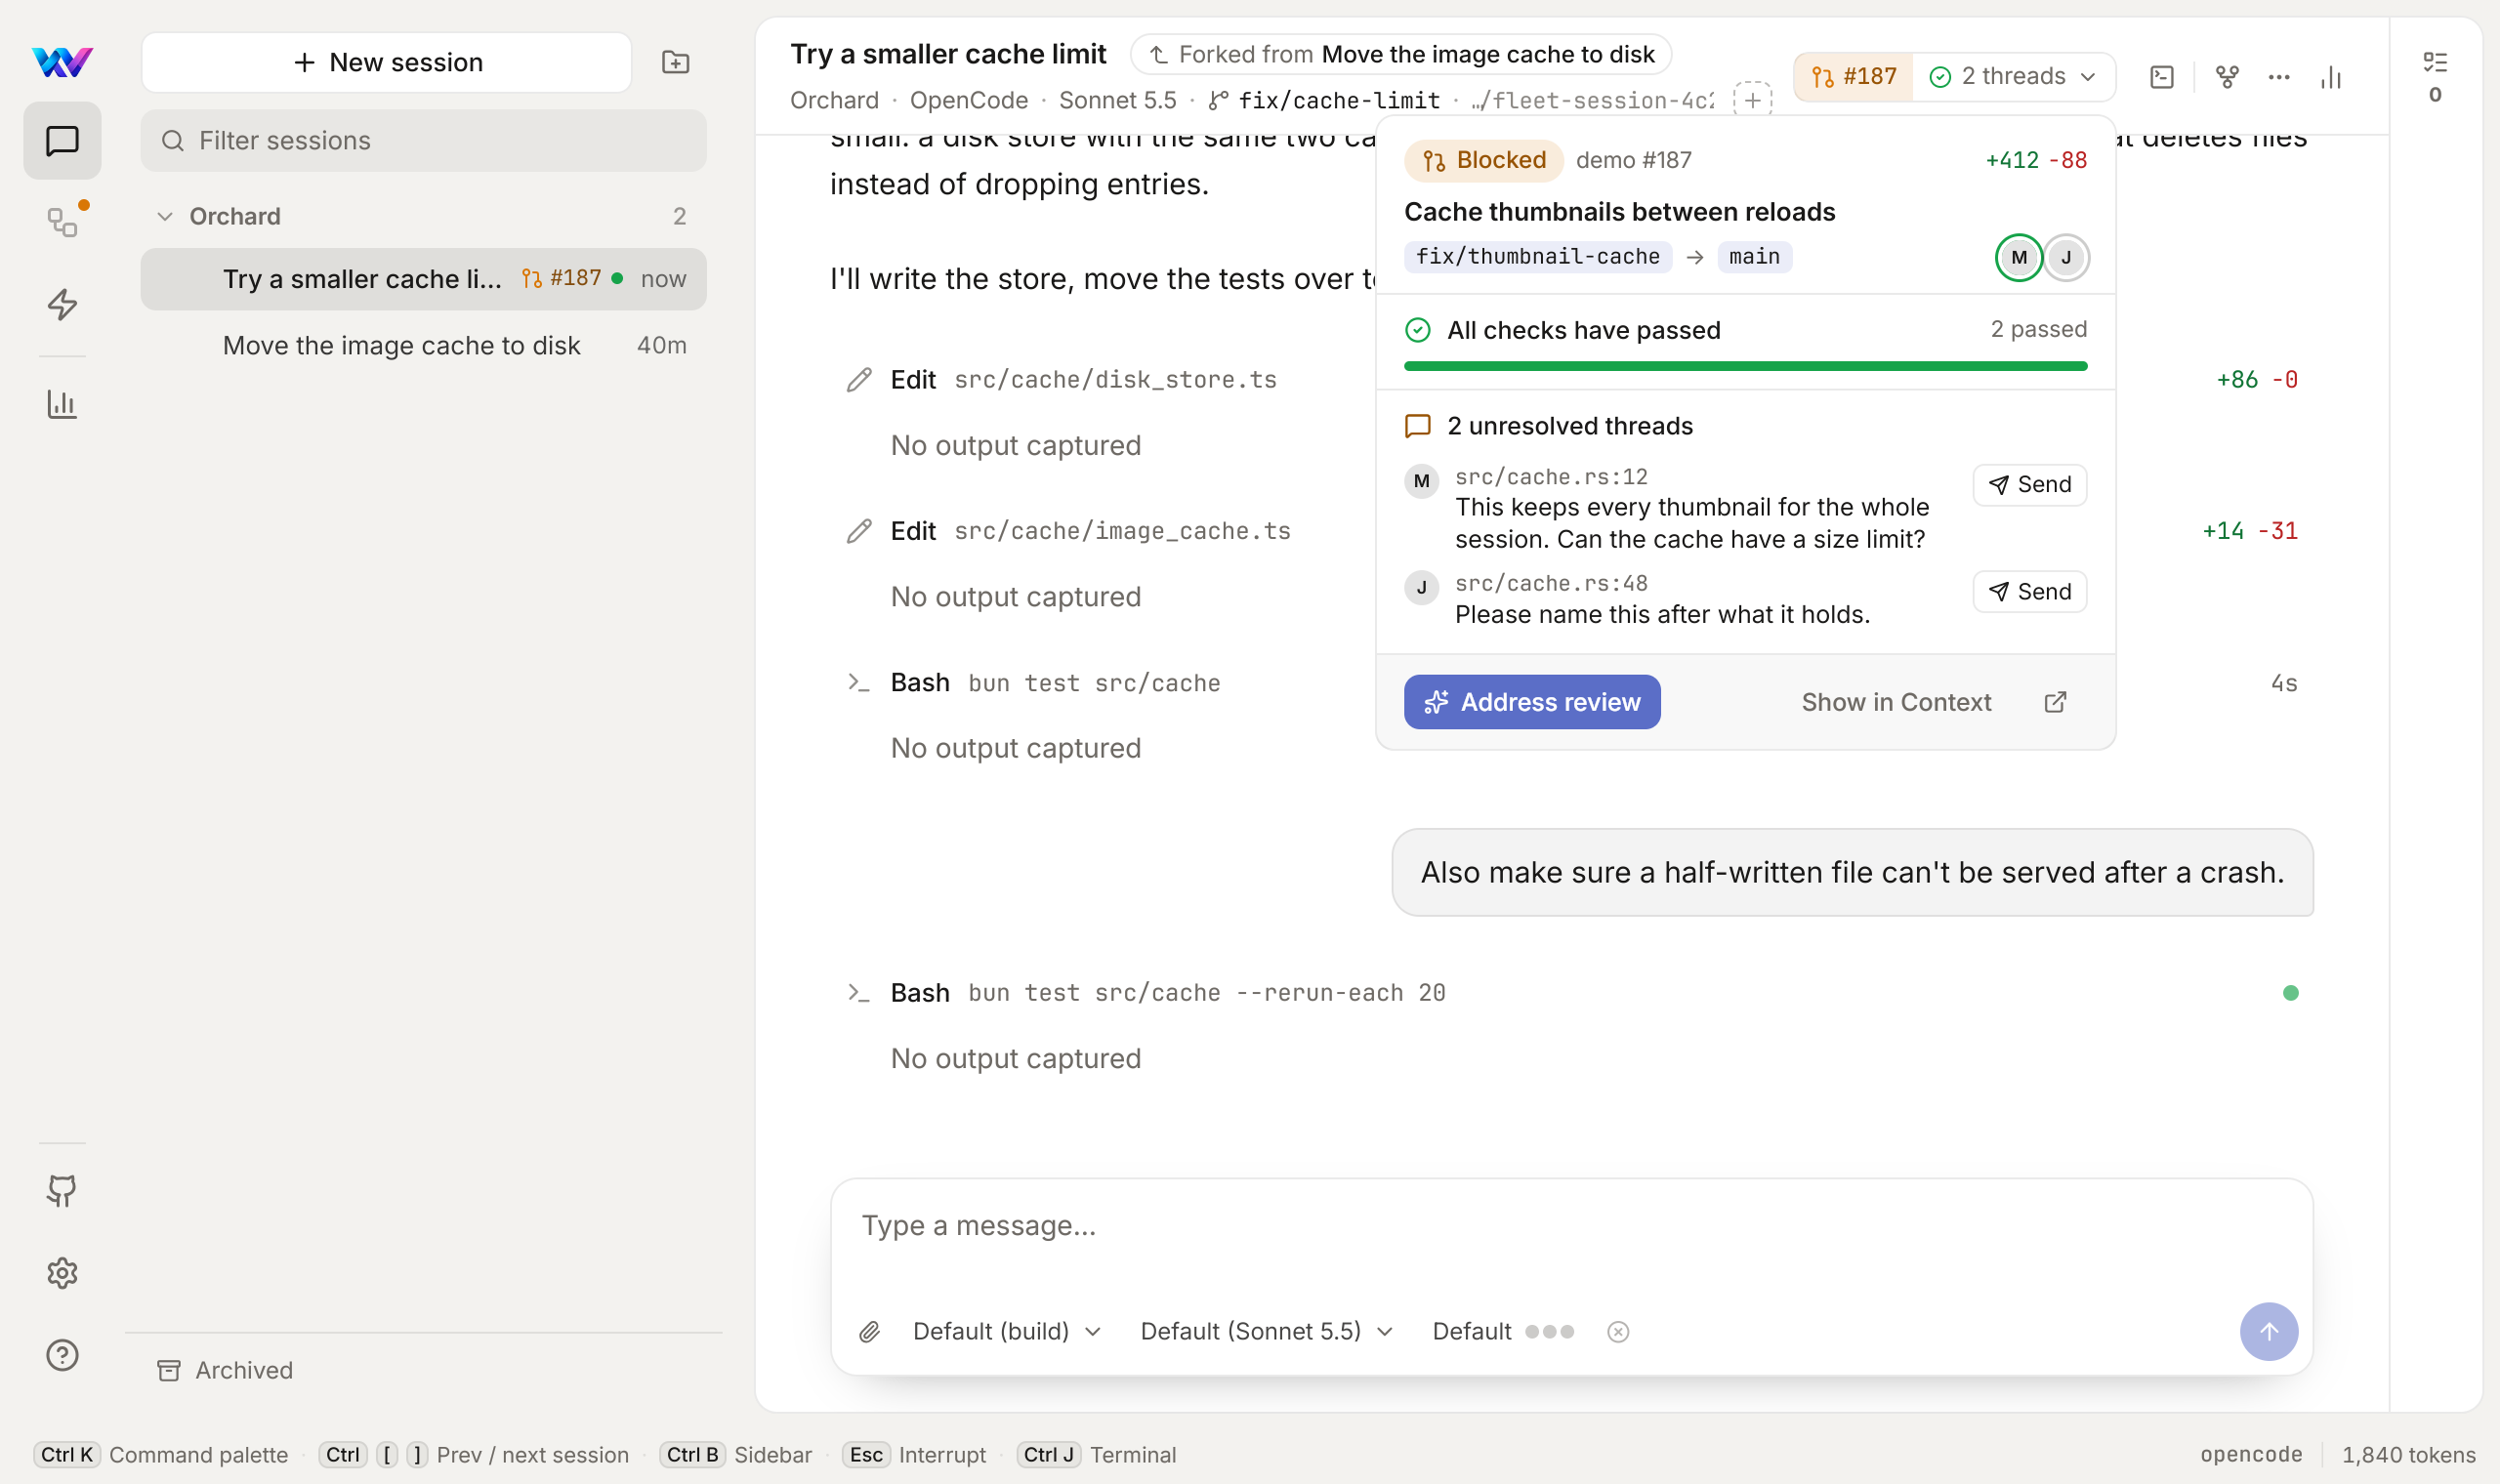 New session
Filter sessions
Orchard 2
Try a smaller cache li... #187 now
Move the image cache to disk 40m
Archived
Try a smaller cache limit Forked from Move the image cache to disk
Orchard · OpenCode · Sonnet 5.5 · fix/cache-limit ·
#187 2 threads
0
instead of dropping entries.
I'll write the store, move the tests over
Edit src/cache/disk_store.ts +86 -0
No output captured
Edit src/cache/image_cache.ts +14 -31
No output captured
Bash bun test src/cache 4s
No output captured
Blocked demo #187 +412 -88
Cache thumbnails between reloads
fix/thumbnail-cache → main M J
All checks have passed 2 passed
2 unresolved threads
M src/cache.rs:12 Send
This keeps every thumbnail for the whole
session. Can the cache have a size limit?
J src/cache.rs:48 Send
Please name this after what it holds.
Address review Show in Context
Also make sure a half-written file can't be served after a crash.
Bash bun test src/cache --rerun-each 20
No output captured
Type a message...
Default (build) Default (Sonnet 5.5) Default
Ctrl K Command palette · Ctrl [ ] Prev / next session · Ctrl B Sidebar · Esc Interrupt · Ctrl J Terminal
opencode 1,840 tokens